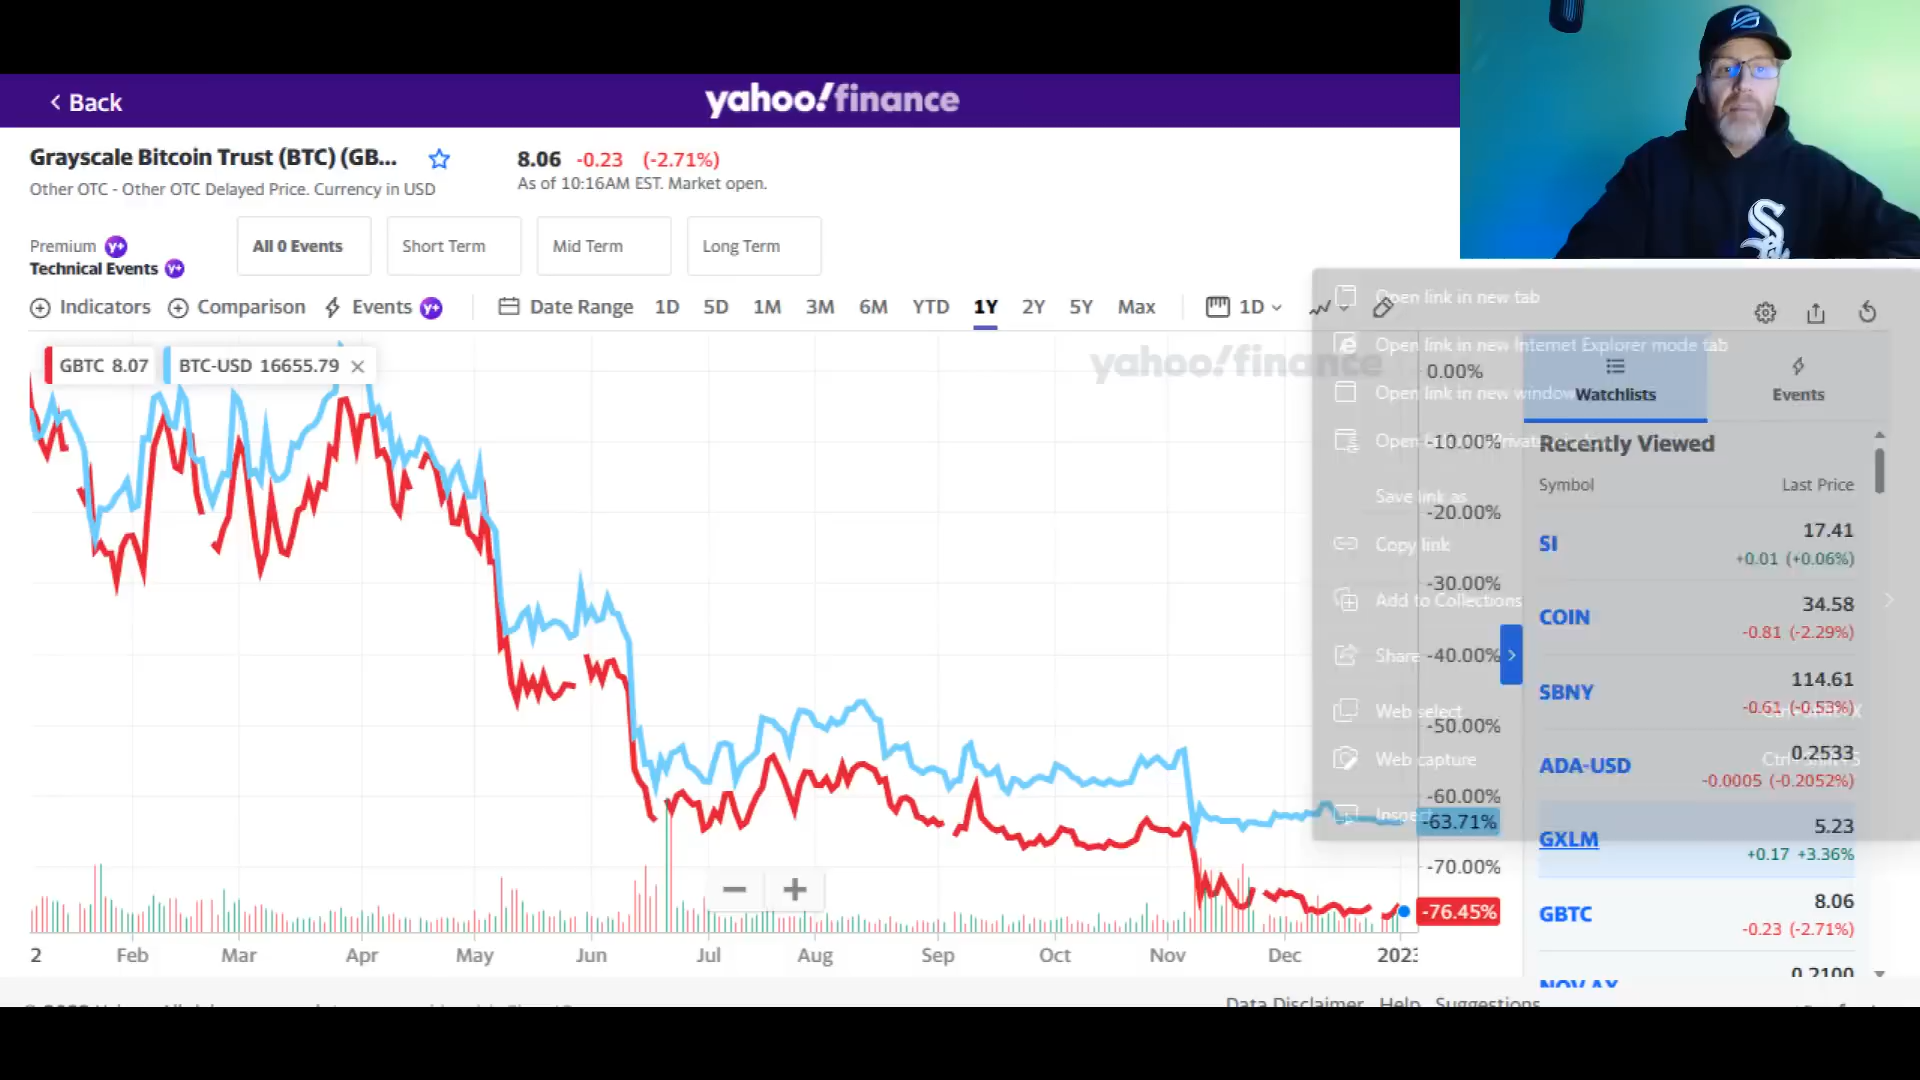 Back
yahoo!finance
Grayscale Bitcoin Trust (BTC) (GB...
8.06 -0.23 (-2.71%)
Other OTC - Other OTC Delayed Price. Currency in USD
As of 10:16AM EST. Market open.
Premium y+
Technical Events y+
All 0 Events
Short Term
Mid Term
Long Term
Indicators
Comparison
Events y+
Date Range
1D 5D 1M 3M 6M YTD 1Y 2Y 5Y Max
1D
GBTC 8.07
BTC-USD 16655.79
yahoo!finance
0.00%
-10.00%
-20.00%
-30.00%
-40.00%
-50.00%
-60.00%
-63.71%
-70.00%
-76.45%
2 Feb Mar Apr May Jun Jul Aug Sep Oct Nov Dec
Open link in new tab
Open link in new Internet Explorer mode tab
Open link in new window
Save link as
Copy link
Add to Collections
Share
Web select
Web capture
Watchlists
Events
Recently Viewed
Symbol Last Price
SI 17.41
+0.01 (+0.06%)
COIN 34.58
-0.81 (-2.29%)
SBNY 114.61
-0.61 (-0.53%)
ADA-USD 0.2533
-0.0005 (-0.2052%)
GXLM 5.23
+0.17 +3.36%
GBTC 8.06
-0.23 (-2.71%)
Data Disclaimer Help Suggestions